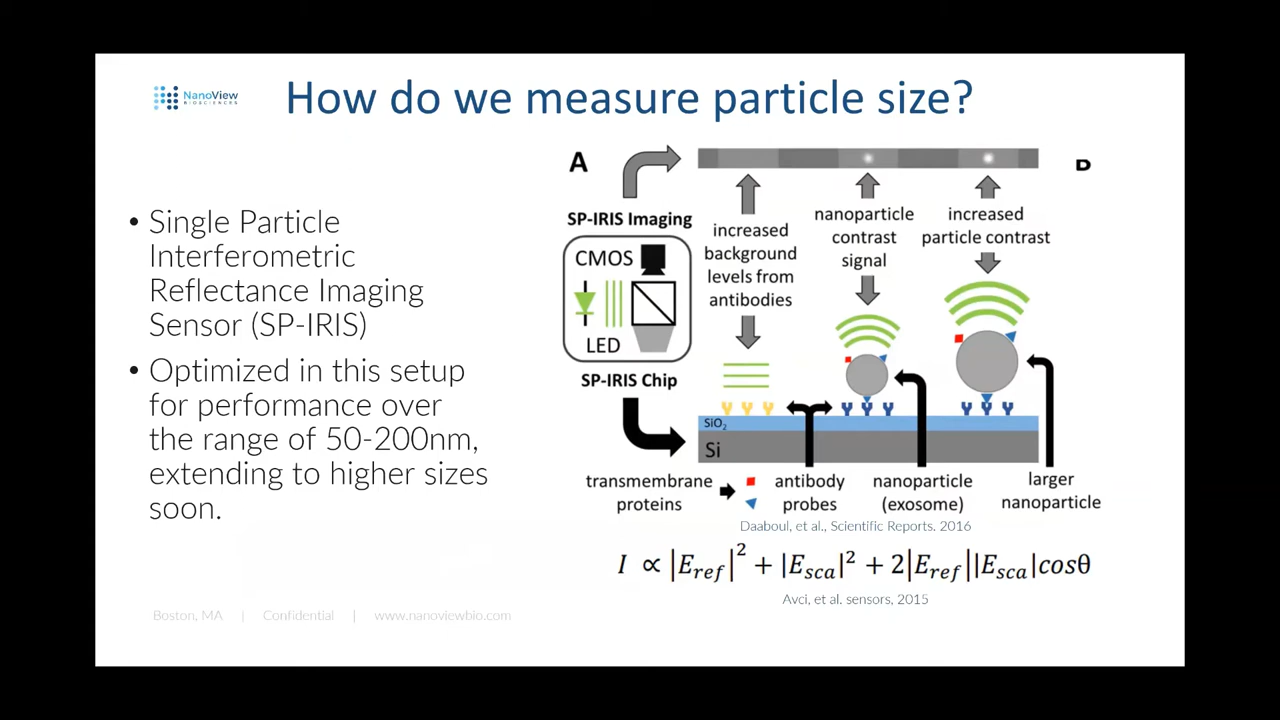 NanoView
BIOSCIENCES
How do we measure particle size?
• Single Particle
Interferometric
Reflectance Imaging
Sensor (SP-IRIS)
• Optimized in this setup
for performance over
the range of 50-200nm,
extending to higher sizes
soon.
A
D
SP-IRIS Imaging
CMOS
LED
SP-IRIS Chip
increased
background
levels from
antibodies
nanoparticle
contrast
signal
increased
particle contrast
SiO₂
Si
transmembrane
proteins
antibody
probes
nanoparticle
(exosome)
larger
nanoparticle
Daaboul, et al., Scientific Reports. 2016
I ∝ |E_ref|² + |E_sca|² + 2|E_ref||E_sca|cosθ
Avci, et al. sensors, 2015
Boston, MA | Confidential | www.nanoviewbio.com